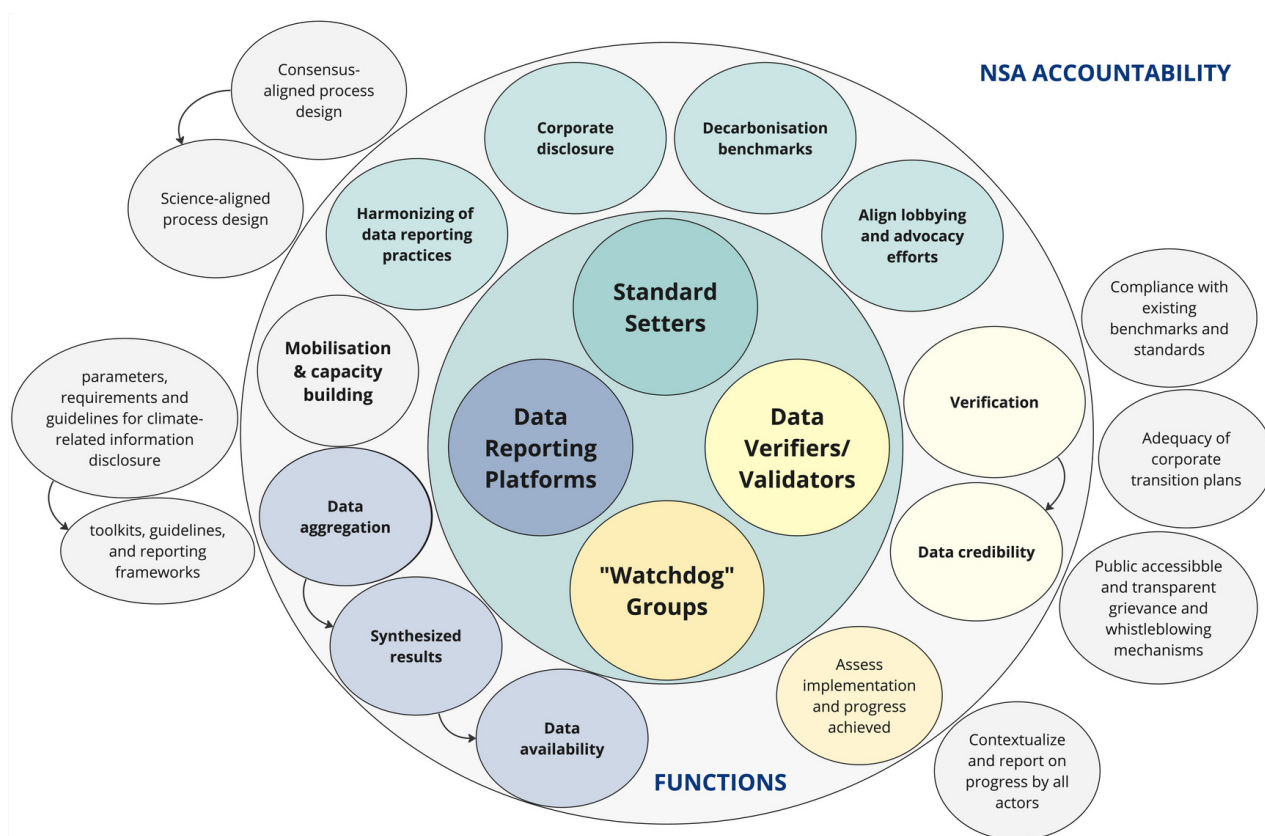 NSA ACCOUNTABILITY
Consensus-
aligned process
design
Science-aligned
process design
Corporate
disclosure
Decarbonisation
benchmarks
Harmonizing of
data reporting
practices
Align lobbying
and advocacy
efforts
Standard
Setters
Mobilisation
& capacity
building
Data
Reporting
Platforms
Data
Verifiers/
Validators
"Watchdog"
Groups
Verification
Data credibility
Compliance with
existing
benchmarks and
standards
Adequacy of
corporate
transition plans
Public accessibble
and transparent
grievance and
whistleblowing
mechanisms
parameters,
requirements and
guidelines for climate-
related information
disclosure
toolkits, guidelines,
and reporting
frameworks
Data
aggregation
Synthesized
results
Data
availability
Assess
implementation
and progress
achieved
Contextualize
and report on
progress by all
actors
FUNCTIONS